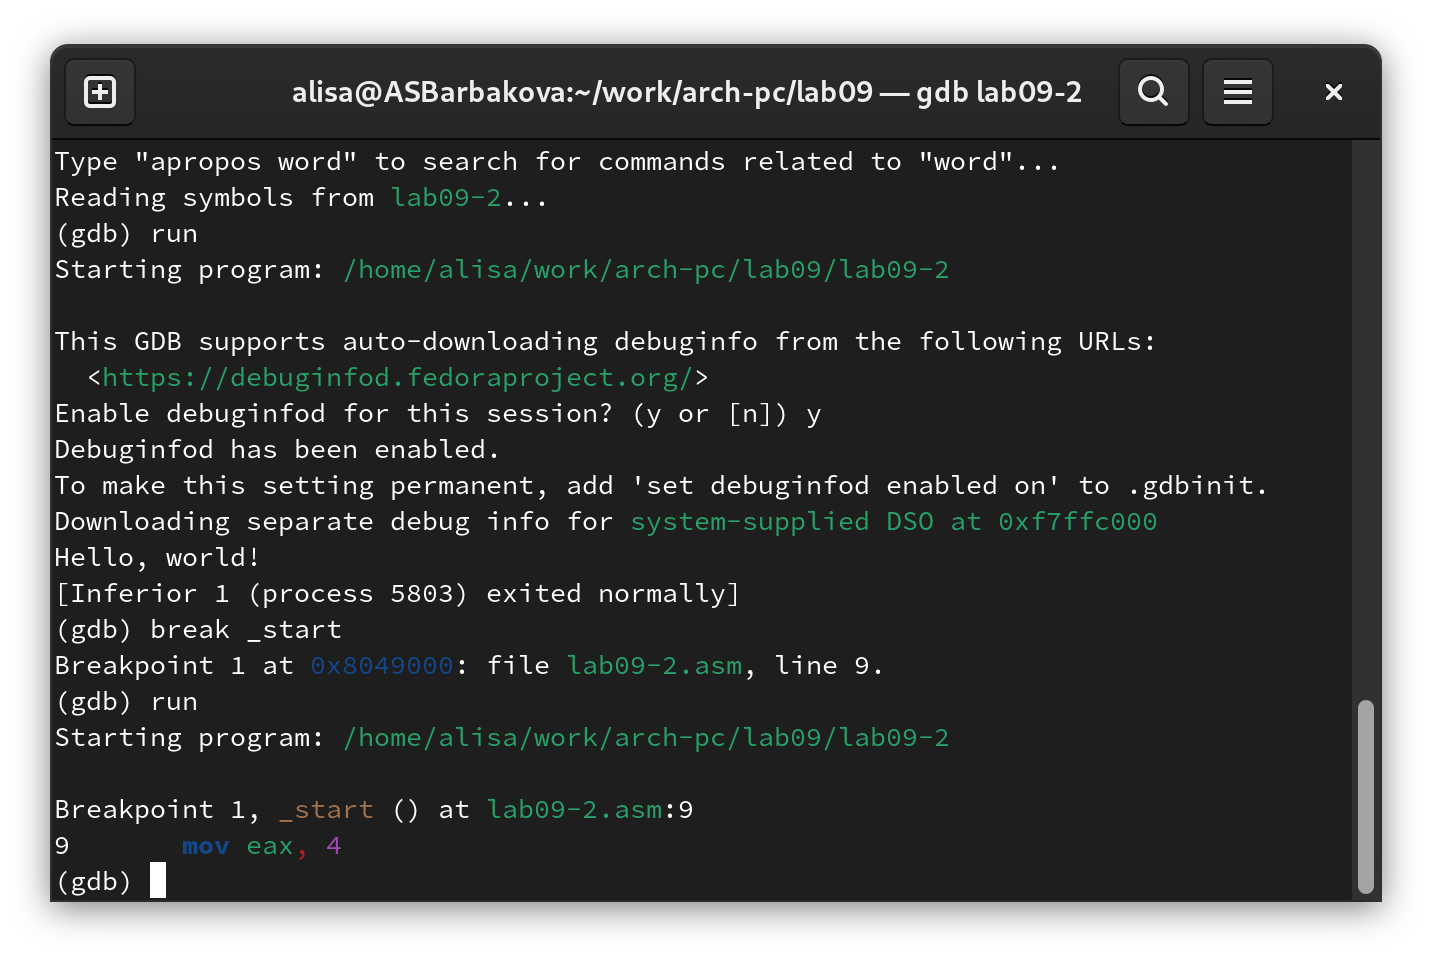 alisa@ASBarbakova:~/work/arch-pc/lab09 — gdb lab09-2
Type "apropos word" to search for commands related to "word"...
Reading symbols from lab09-2...
(gdb) run
Starting program: /home/alisa/work/arch-pc/lab09/lab09-2
This GDB supports auto-downloading debuginfo from the following URLs:
  <https://debuginfod.fedoraproject.org/>
Enable debuginfod for this session? (y or [n]) y
Debuginfod has been enabled.
To make this setting permanent, add 'set debuginfod enabled on' to .gdbinit.
Downloading separate debug info for system-supplied DSO at 0xf7ffc000
Hello, world!
[Inferior 1 (process 5803) exited normally]
(gdb) break _start
Breakpoint 1 at 0x8049000: file lab09-2.asm, line 9.
(gdb) run
Starting program: /home/alisa/work/arch-pc/lab09/lab09-2
Breakpoint 1, _start () at lab09-2.asm:9
9       mov eax, 4
(gdb)